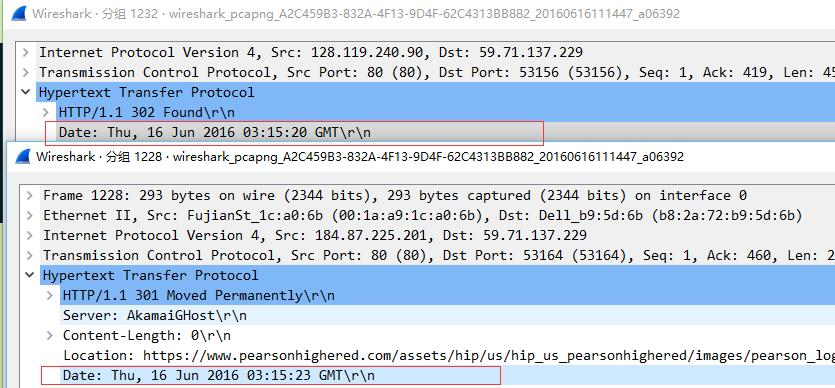 Wireshark · 分组 1232 · wireshark_pcapng_A2C459B3-832A-4F13-9D4F-62C4313BB882_20160616111447_a06392
Internet Protocol Version 4, Src: 128.119.240.90, Dst: 59.71.137.229
Transmission Control Protocol, Src Port: 80 (80), Dst Port: 53156 (53156), Seq: 1, Ack: 419, Len: 45
Hypertext Transfer Protocol
HTTP/1.1 302 Found\r\n
Date: Thu, 16 Jun 2016 03:15:20 GMT\r\n
Wireshark · 分组 1228 · wireshark_pcapng_A2C459B3-832A-4F13-9D4F-62C4313BB882_20160616111447_a06392
Frame 1228: 293 bytes on wire (2344 bits), 293 bytes captured (2344 bits) on interface 0
Ethernet II, Src: FujianSt_1c:a0:6b (00:1a:a9:1c:a0:6b), Dst: Dell_b9:5d:6b (b8:2a:72:b9:5d:6b)
Internet Protocol Version 4, Src: 184.87.225.201, Dst: 59.71.137.229
Transmission Control Protocol, Src Port: 80 (80), Dst Port: 53164 (53164), Seq: 1, Ack: 460, Len: 2
Hypertext Transfer Protocol
HTTP/1.1 301 Moved Permanently\r\n
Server: AkamaiGHost\r\n
Content-Length: 0\r\n
Location: https://www.pearsonhighered.com/assets/hip/us/hip_us_pearsonhighered/images/pearson_log
Date: Thu, 16 Jun 2016 03:15:23 GMT\r\n